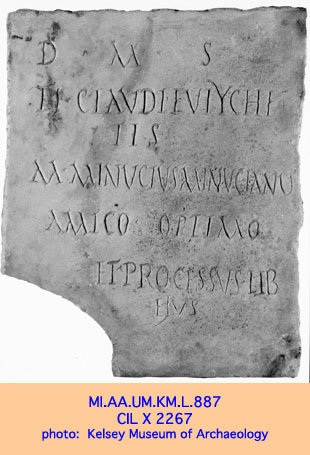 D M S
TI · CLAVDI EVTYCHE
TIS
M MINVCIVS MINVCIANV
AMICO · OPTIMO
ET PROCESSVS · LIB
EIVS
MI.AA.UM.KM.L.887
CIL X 2267
photo: Kelsey Museum of Archaeology